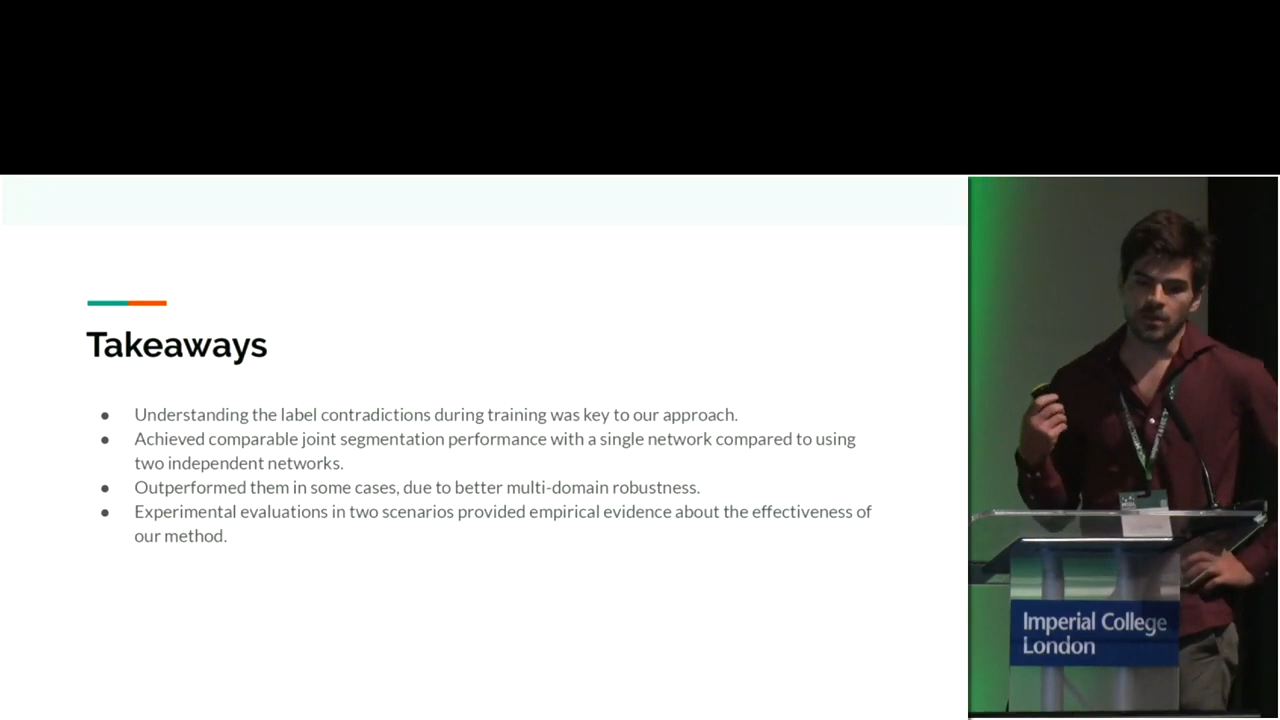 Takeaways
● Understanding the label contradictions during training was key to our approach.
● Achieved comparable joint segmentation performance with a single network compared to using
two independent networks.
● Outperformed them in some cases, due to better multi-domain robustness.
● Experimental evaluations in two scenarios provided empirical evidence about the effectiveness of
our method.
Imperial College
London